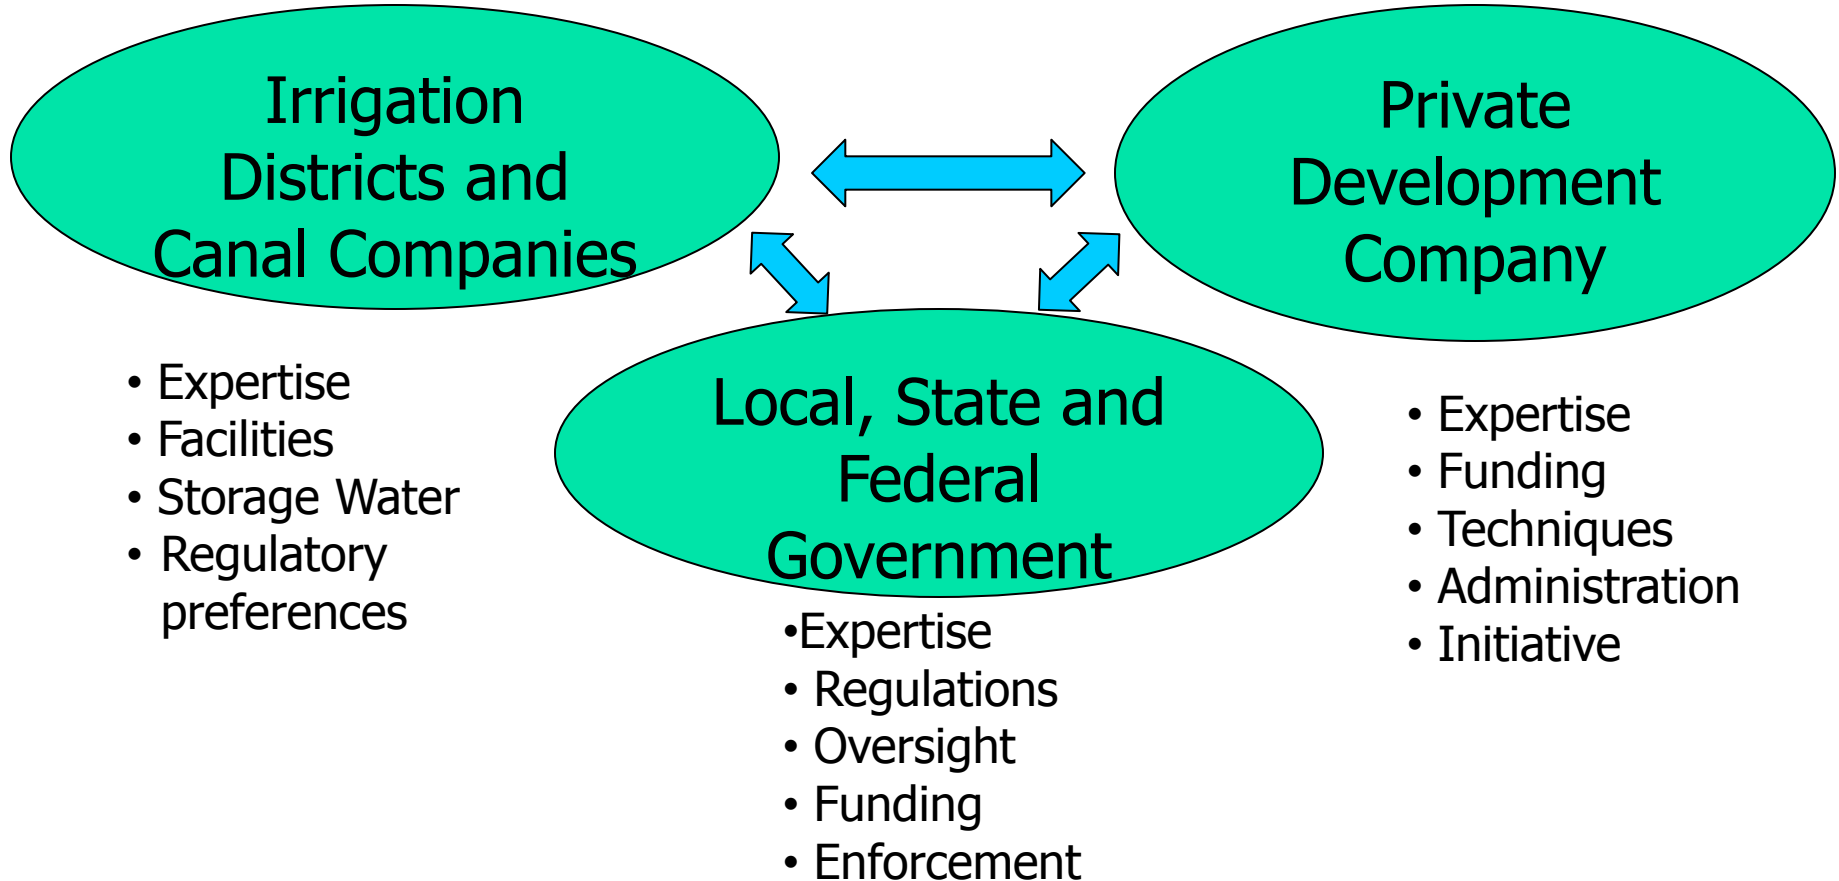 Irrigation
Districts and
Canal Companies
Private
Development
Company
Local, State and
Federal
Government
• Expertise
• Facilities
• Storage Water
• Regulatory
preferences
•Expertise
• Regulations
• Oversight
• Funding
• Enforcement
• Expertise
• Funding
• Techniques
• Administration
• Initiative